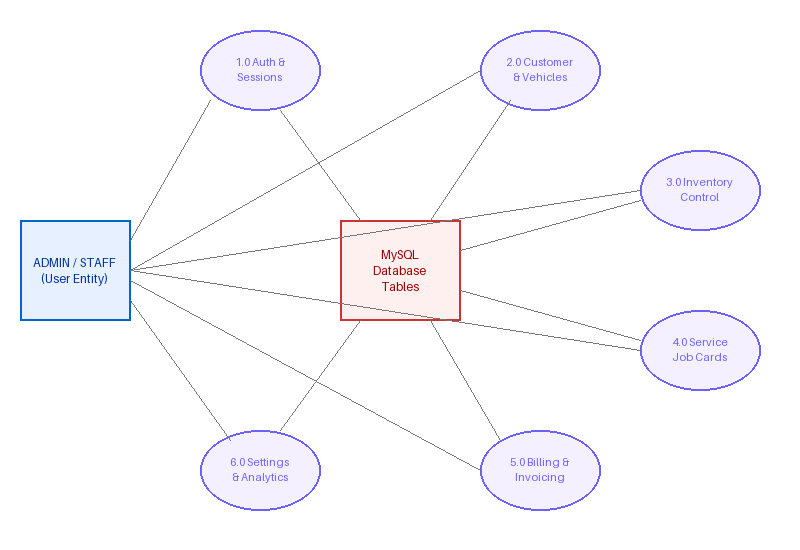 1.0 Auth &
Sessions
2.0 Customer
& Vehicles
3.0 Inventory
Control
ADMIN / STAFF
(User Entity)
MySQL
Database
Tables
4.0 Service
Job Cards
6.0 Settings
& Analytics
5.0 Billing &
Invoicing